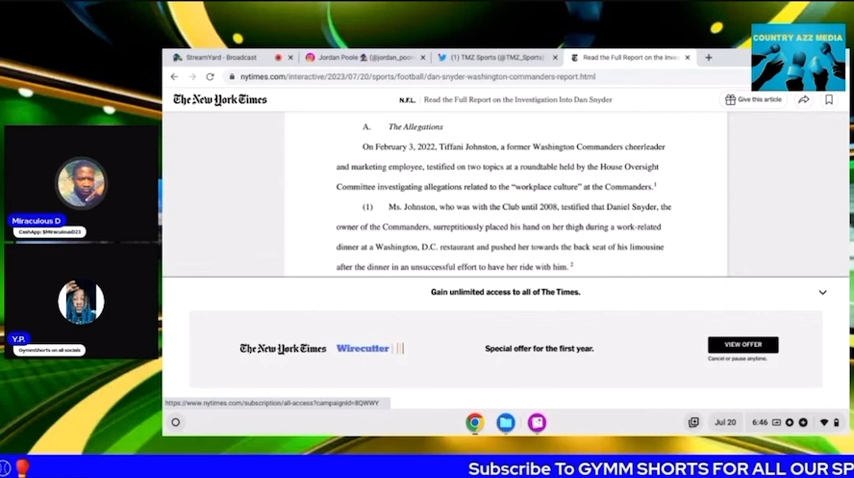 COUNTRY AZZ MEDIA
StreamYard - Broadcast
Jordan Poole
(@jordan_poole
(1) TMZ Sports (@TMZ_Sports)
Read the Full Report on the Inves
nytimes.com/interactive/2023/07/20/sports/football/dan-snyder-washington-commanders-report.html
The New York Times
N.F.L. | Read the Full Report on the Investigation Into Dan Snyder
Give this article
A. The Allegations
On February 3, 2022, Tiffani Johnston, a former Washington Commanders cheerleader
and marketing employee, testified on two topics at a roundtable held by the House Oversight
Committee investigating allegations related to the “workplace culture” at the Commanders.1
(1) Ms. Johnston, who was with the Club until 2008, testified that Daniel Snyder, the
owner of the Commanders, surreptitiously placed his hand on her thigh during a work-related
dinner at a Washington, D.C. restaurant and pushed her towards the back seat of his limousine
after the dinner in an unsuccessful effort to have her ride with him. 2
Miraculous D
CashApp: $MiraculousD23
Y.P.
GymmShorts on all socials
Gain unlimited access to all of The Times.
The New York Times
Wirecutter
Special offer for the first year.
VIEW OFFER
Cancel or pause anytime.
https://www.nytimes.com/subscription/all-access?campaignId=8QWWY
Jul 20
6:46
Subscribe To GYMM SHORTS FOR ALL OUR SP